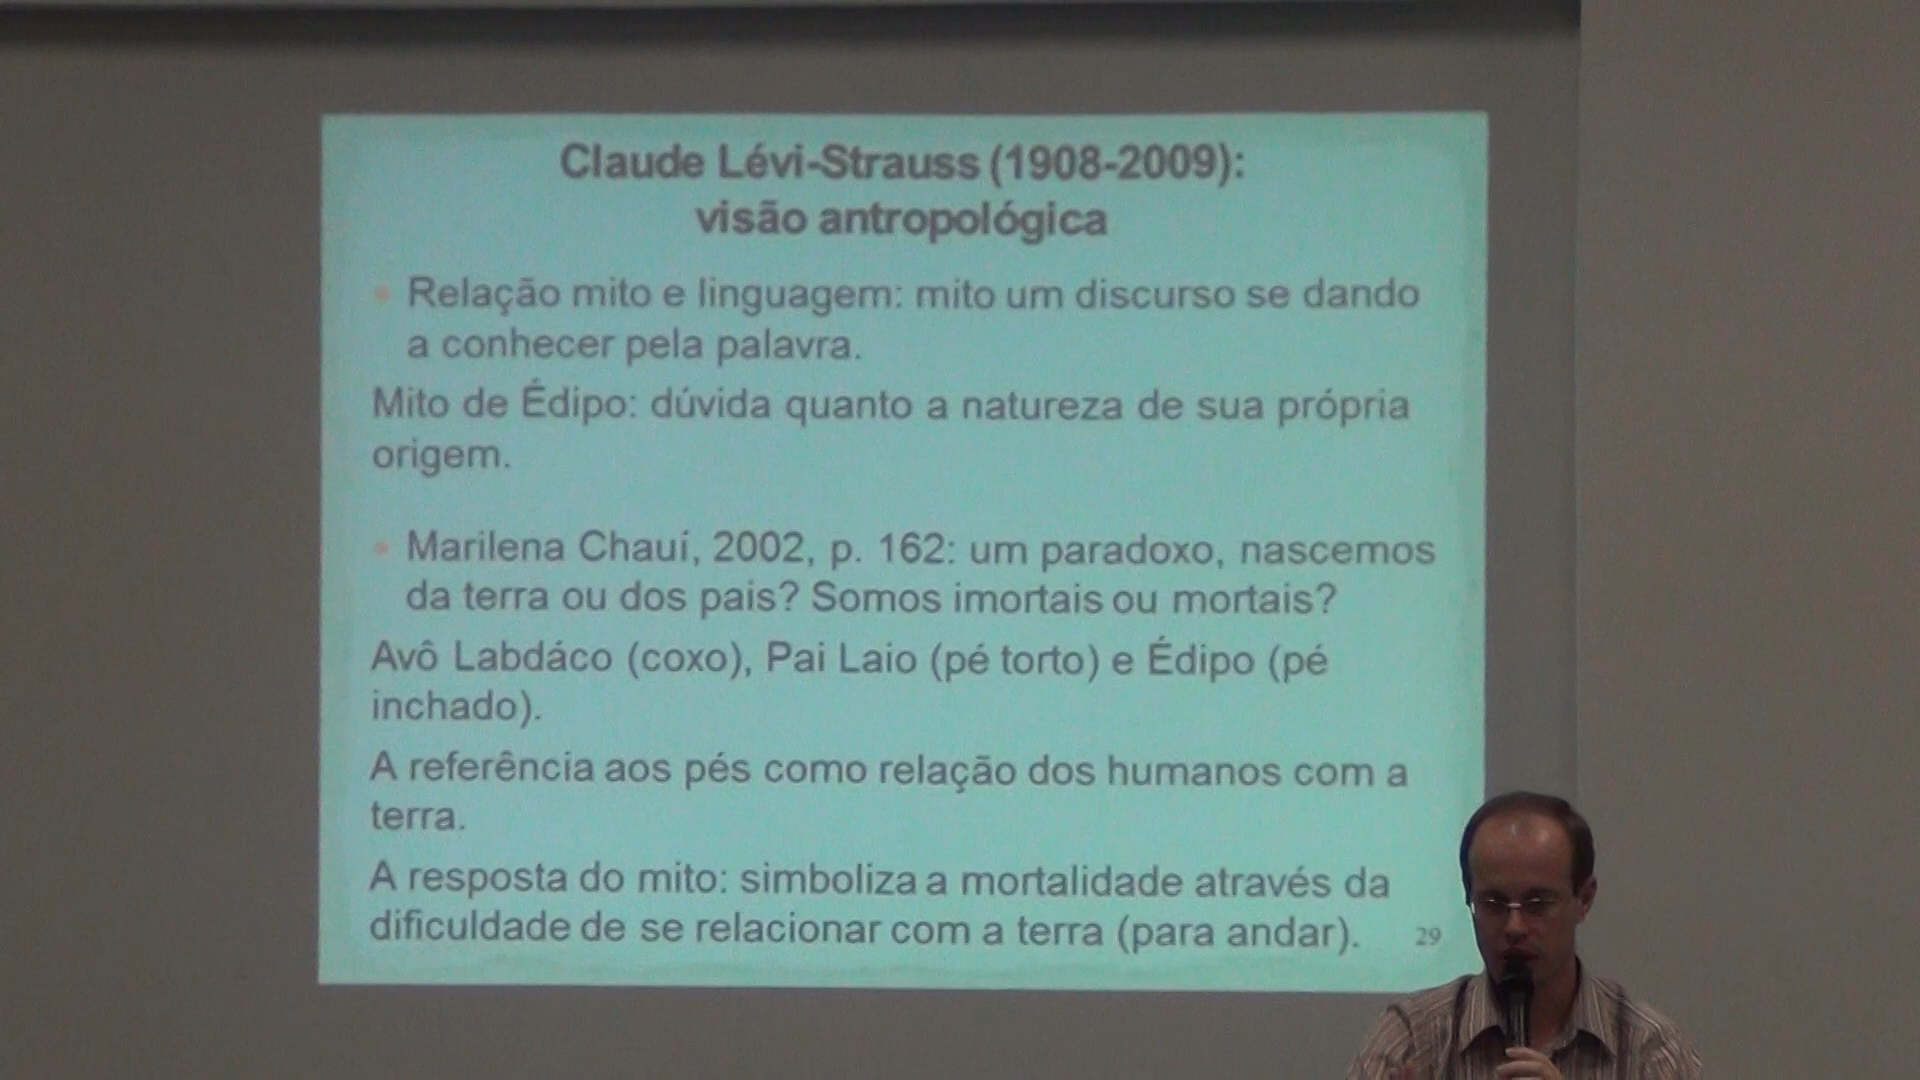 Claude Lévi-Strauss (1908-2009):
visão antropológica
• Relação mito e linguagem: mito um discurso se dando
a conhecer pela palavra.
Mito de Édipo: dúvida quanto a natureza de sua própria
origem.
• Marilena Chauí, 2002, p. 162: um paradoxo, nascemos
da terra ou dos pais? Somos imortais ou mortais?
Avô Labdáco (coxo), Pai Laio (pé torto) e Édipo (pé
inchado).
A referência aos pés como relação dos humanos com a
terra.
A resposta do mito: simboliza a mortalidade através da
dificuldade de se relacionar com a terra (para andar).
29